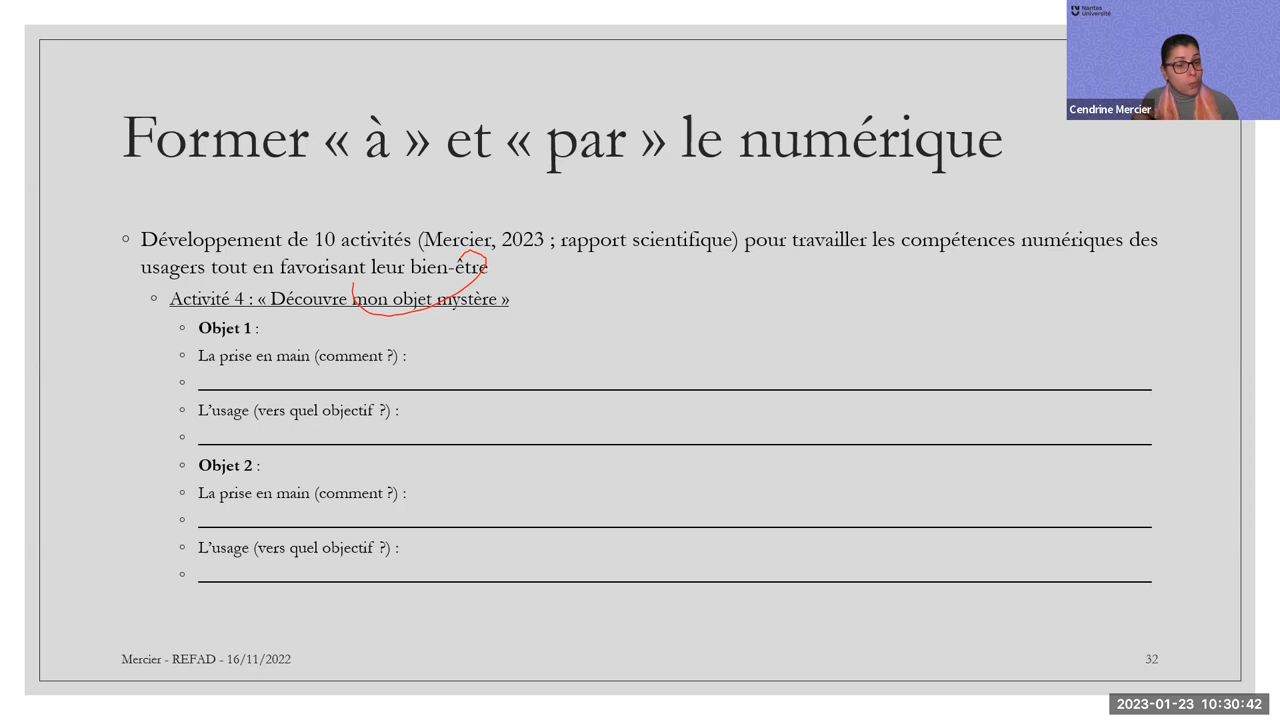 Nantes
Université
Cendrine Mercier
Former « à » et « par » le numérique
◦ Développement de 10 activités (Mercier, 2023 ; rapport scientifique) pour travailler les compétences numériques des
usagers tout en favorisant leur bien-être
◦ Activité 4 : « Découvre mon objet mystère »
◦ Objet 1 :
◦ La prise en main (comment ?) :
◦
◦ L’usage (vers quel objectif ?) :
◦
◦ Objet 2 :
◦ La prise en main (comment ?) :
◦
◦ L’usage (vers quel objectif ?) :
◦
Mercier - REFAD - 16/11/2022
32
2023-01-23 10:30:42